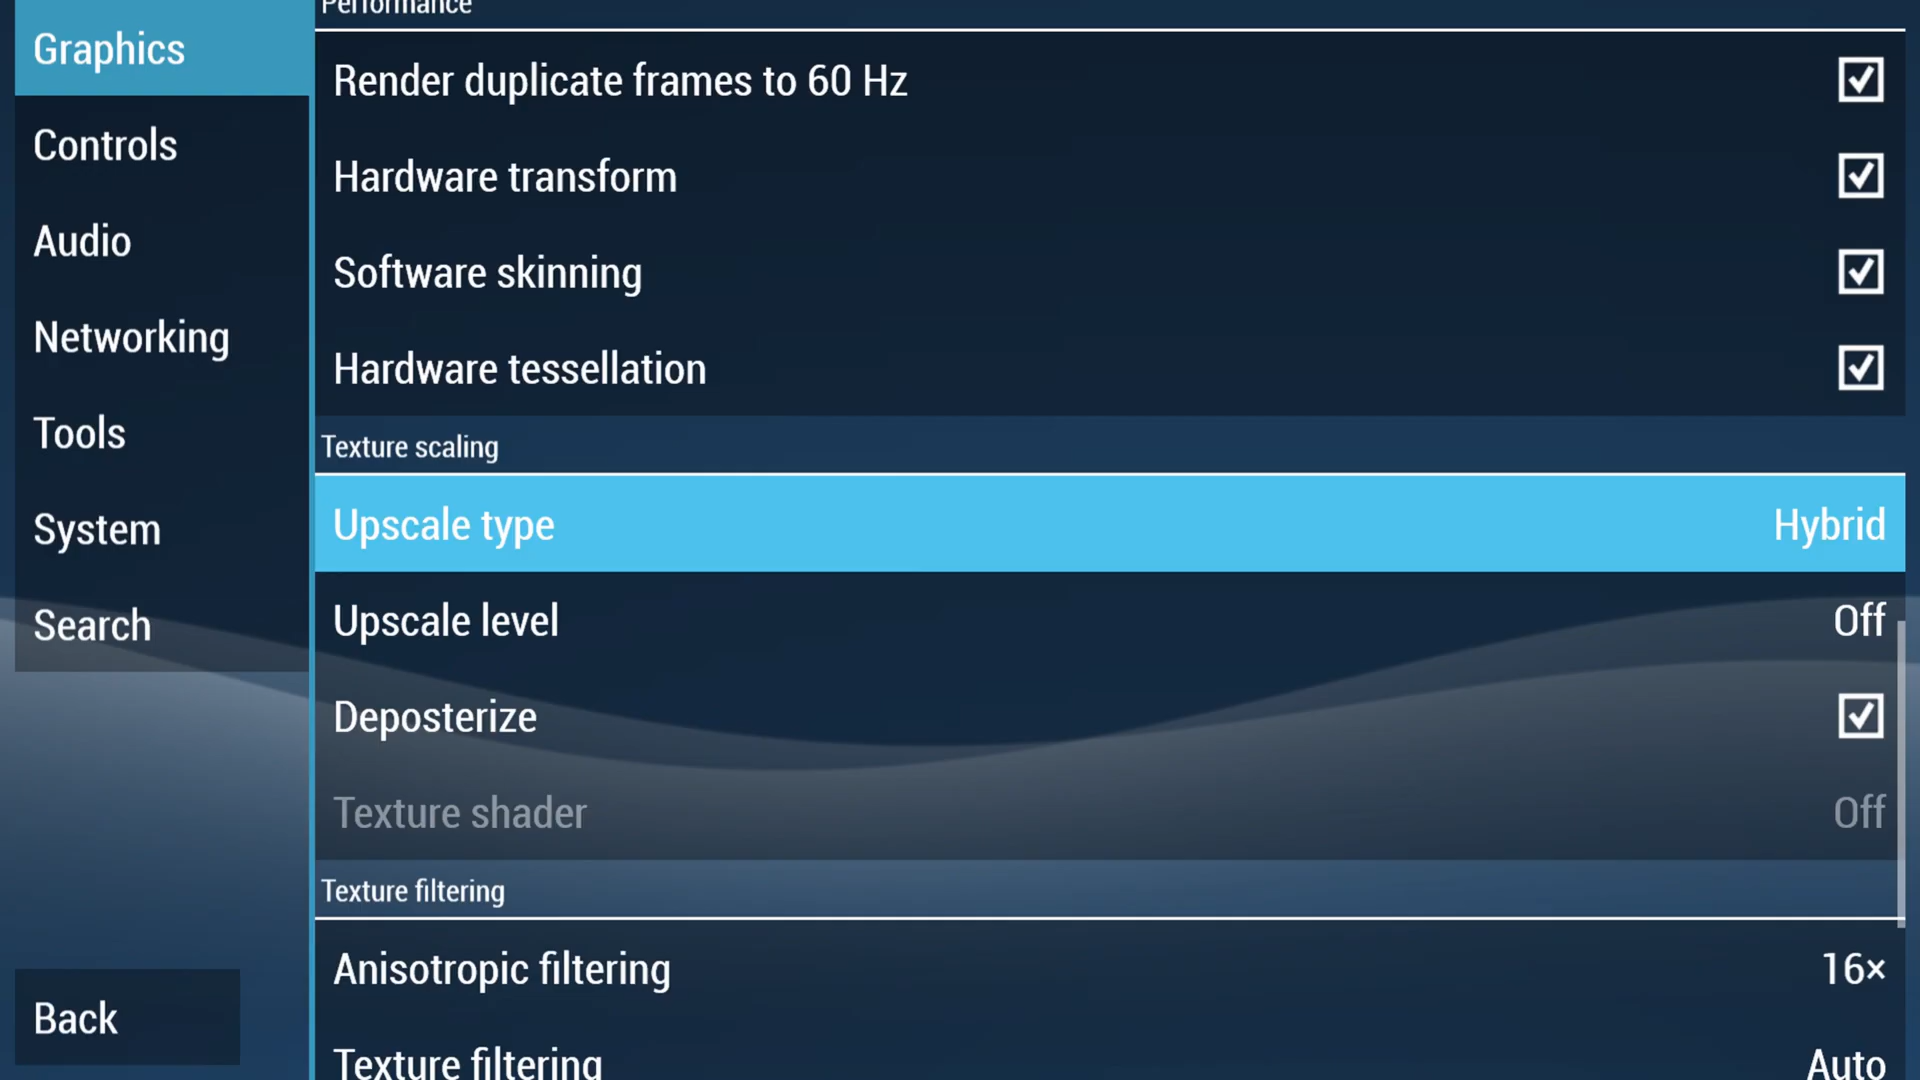 Graphics
Controls
Audio
Networking
Tools
System
Search
Back
Performance
Render duplicate frames to 60 Hz
Hardware transform
Software skinning
Hardware tessellation
Texture scaling
Upscale type Hybrid
Upscale level Off
Deposterize
Texture shader Off
Texture filtering
Anisotropic filtering 16×
Texture filtering Auto